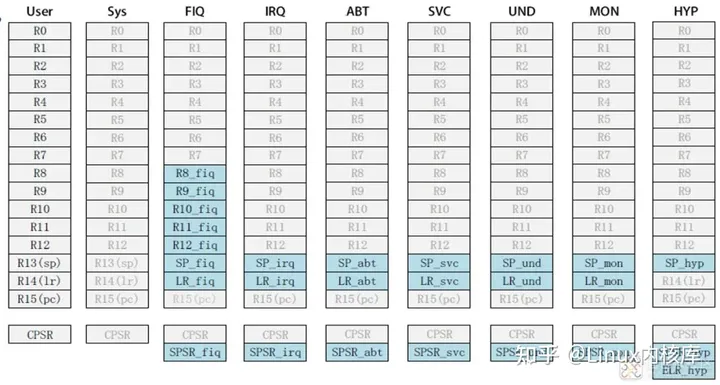 User Sys FIQ IRQ ABT SVC UND MON HYP
R0 R0 R0 R0 R0 R0 R0 R0 R0
R1 R1 R1 R1 R1 R1 R1 R1 R1
R2 R2 R2 R2 R2 R2 R2 R2 R2
R3 R3 R3 R3 R3 R3 R3 R3 R3
R4 R4 R4 R4 R4 R4 R4 R4 R4
R5 R5 R5 R5 R5 R5 R5 R5 R5
R6 R6 R6 R6 R6 R6 R6 R6 R6
R7 R7 R7 R7 R7 R7 R7 R7 R7
R8 R8 R8_fiq R8 R8 R8 R8 R8 R8
R9 R9 R9_fiq R9 R9 R9 R9 R9 R9
R10 R10 R10_fiq R10 R10 R10 R10 R10 R10
R11 R11 R11_fiq R11 R11 R11 R11 R11 R11
R12 R12 R12_fiq R12 R12 R12 R12 R12 R12
R13(sp) R13(sp) SP_fiq SP_irq SP_abt SP_svc SP_und SP_mon SP_hyp
R14(lr) R14(lr) LR_fiq LR_irq LR_abt LR_svc LR_und LR_mon R14(lr)
R15(pc) R15(pc) R15(pc) R15(pc) R15(pc) R15(pc) R15(pc) R15(pc) R15(pc)
CPSR CPSR CPSR CPSR CPSR CPSR CPSR CPSR CPSR
SPSR_fiq SPSR_irq SPSR_abt SPSR_svc
ELR_hyp
知乎 @Linux内核库